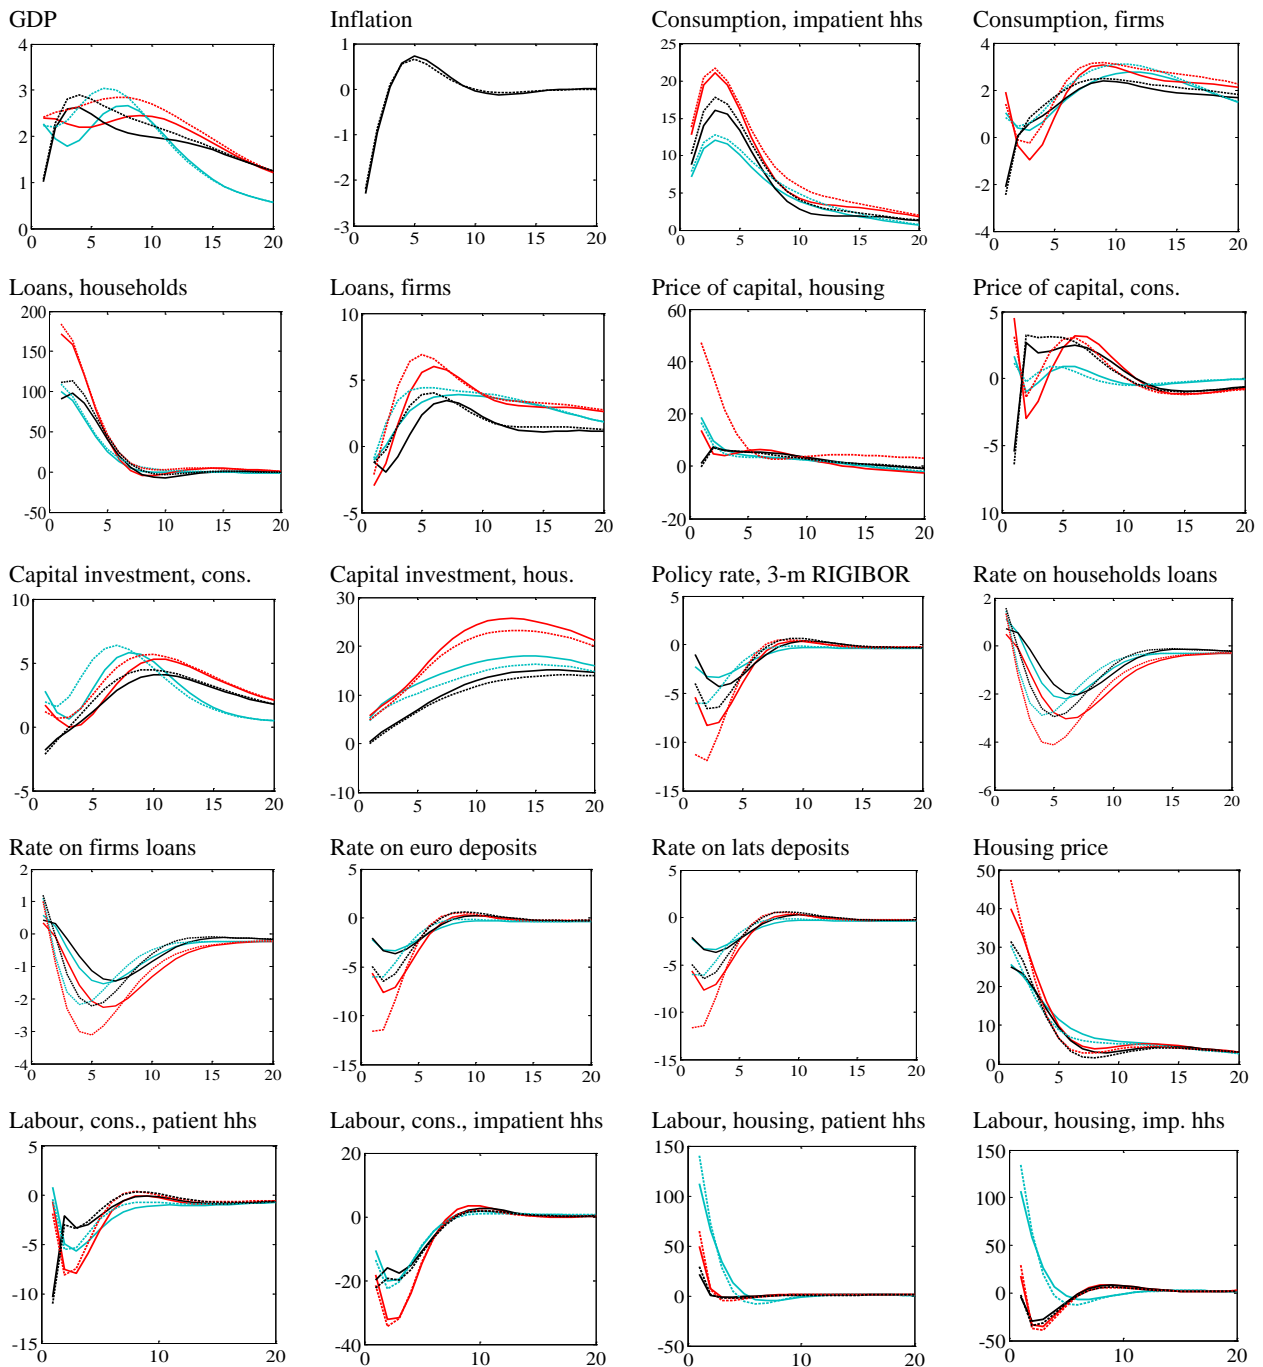 GDP Inflation Consumption, impatient hhs Consumption, firms
4 3 2 1 0
0 5 10 15 20
1 0 -1 -2 -3
0 5 10 15 20
25 20 15 10 5 0
0 5 10 15 20
4 2 0 -2 -4
0 5 10 15 20
Loans, households Loans, firms Price of capital, housing Price of capital, cons.
200 150 100 50 0 -50
0 5 10 15 20
10 5 0 -5
0 5 10 15 20
60 40 20 0 -20
0 5 10 15 20
5 0 -5 10
0 5 10 15 20
Capital investment, cons. Capital investment, hous. Policy rate, 3-m RIGIBOR Rate on households loans
10 5 0 -5
0 5 10 15 20
30 20 10 0 -10
0 5 10 15 20
5 0 -5 -10 -15
0 5 10 15 20
2 0 -2 -4 -6
0 5 10 15 20
Rate on firms loans Rate on euro deposits Rate on lats deposits Housing price
2 1 0 -1 -2 -3 -4
0 5 10 15 20
5 0 -5 -10 -15
0 5 10 15 20
5 0 -5 -10 -15
0 5 10 15 20
50 40 30 20 10 0
0 5 10 15 20
Labour, cons., patient hhs Labour, cons., impatient hhs Labour, housing, patient hhs Labour, housing, imp. hhs
5 0 -5 -10 -15
0 5 10 15 20
20 0 -20 -40
0 5 10 15 20
150 100 50 0 -50
0 5 10 15 20
150 100 50 0 -50
0 5 10 15 20